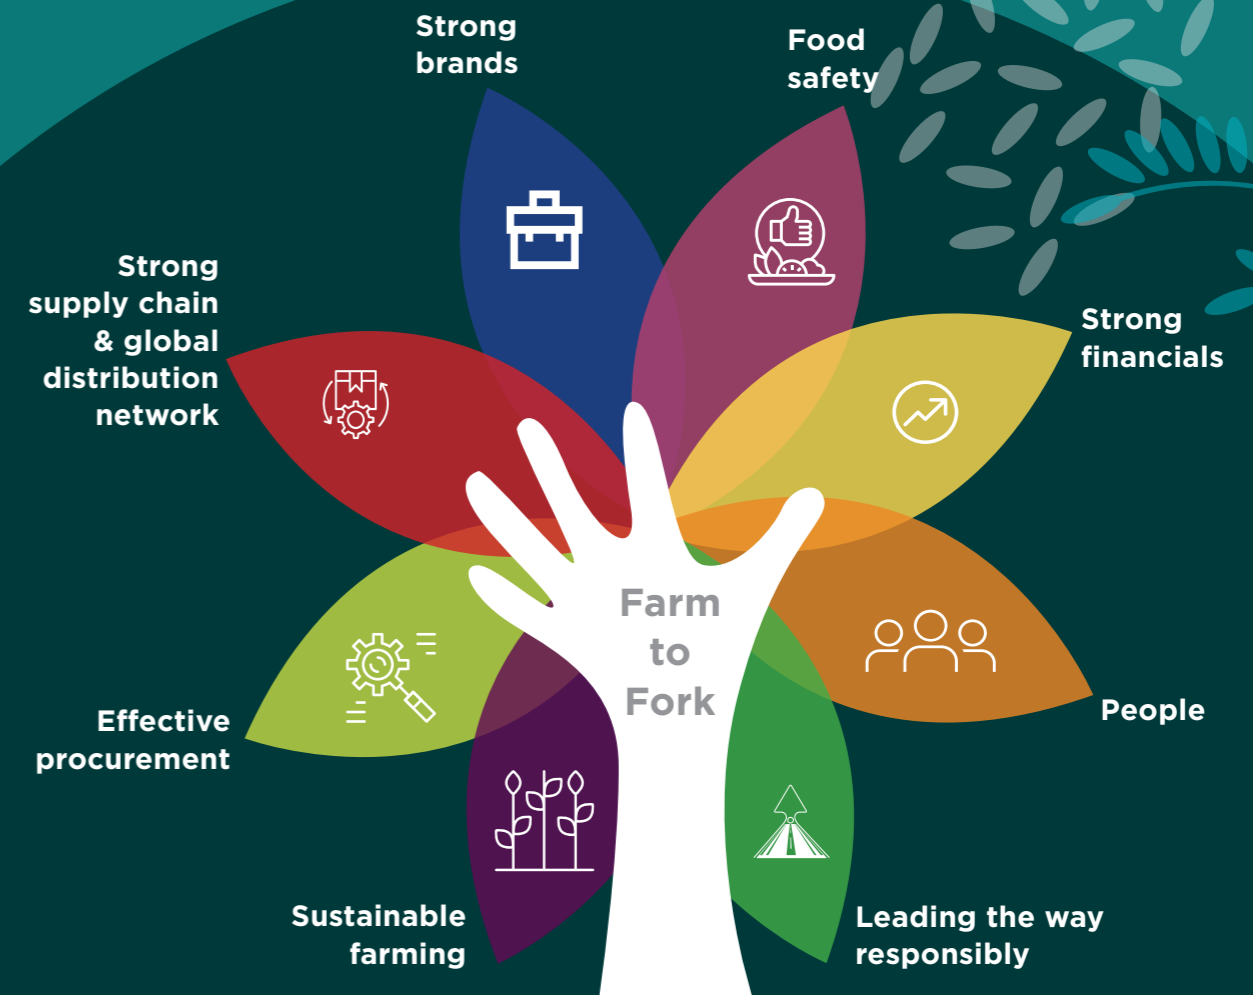 Strong
brands
Food
safety
Strong
supply chain
& global
distribution
network
Strong
financials
Farm
to
Fork
Effective
procurement
People
Sustainable
farming
Leading the way
responsibly